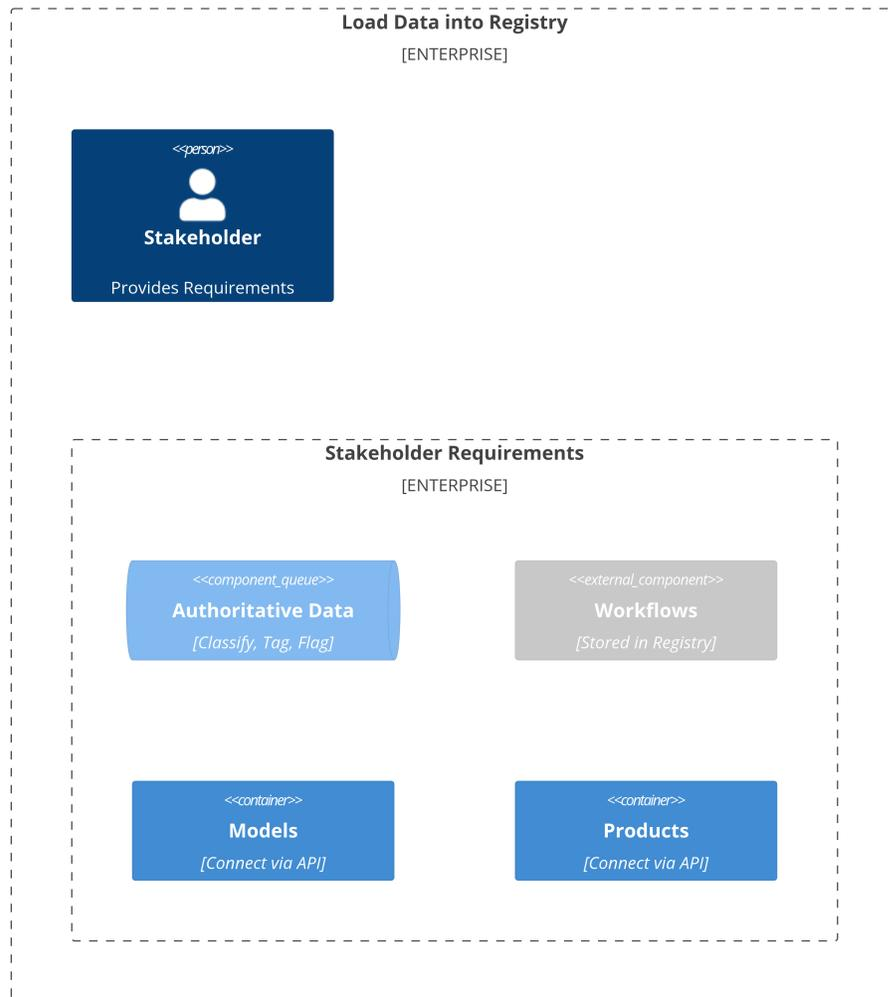 Load Data into Registry
[ENTERPRISE]
<<person>>
Stakeholder
Provides Requirements
Stakeholder Requirements
[ENTERPRISE]
<<component_queue>>
Authoritative Data
[Classify, Tag, Flag]
<<external_component>>
Workflows
[Stored in Registry]
<<container>>
Models
[Connect via API]
<<container>>
Products
[Connect via API]